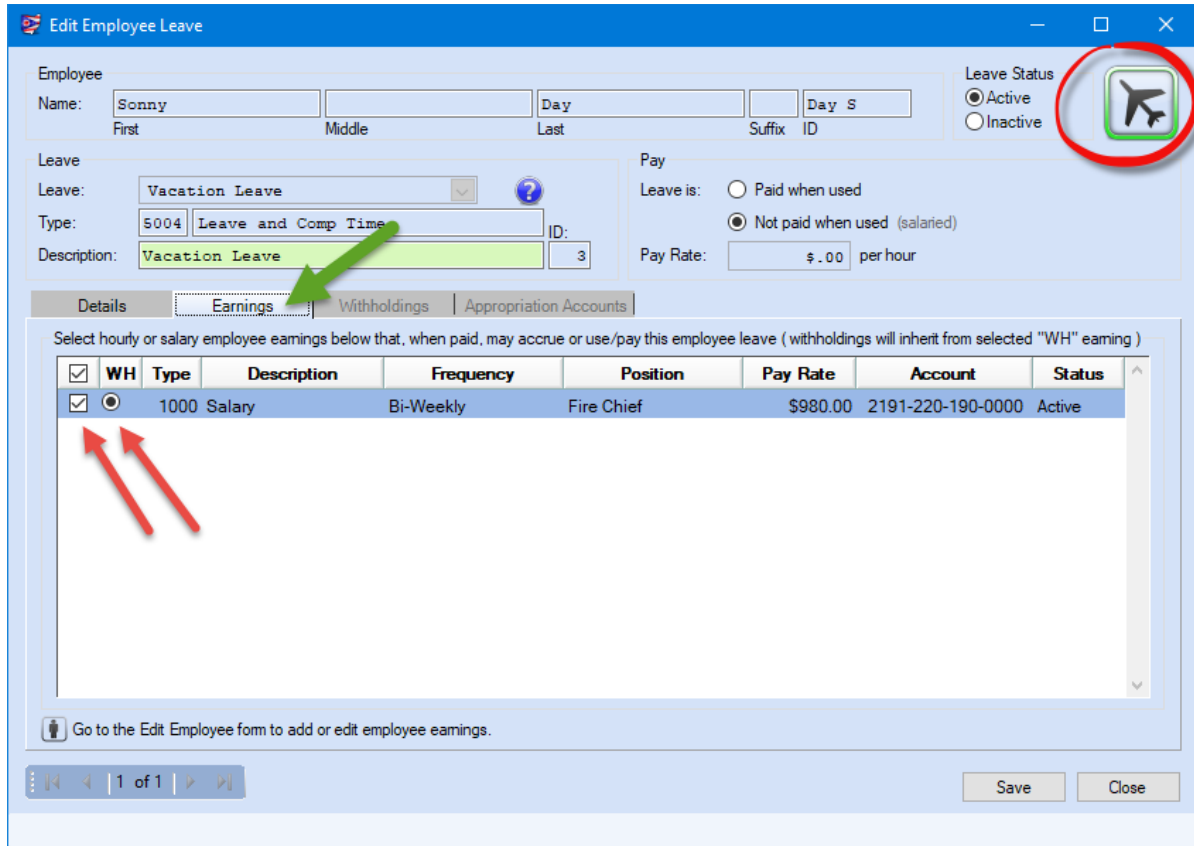 Edit Employee Leave
Employee
Name: Sonny Day Day S
First Middle Last Suffix ID
Leave Status
Active
Inactive
Leave
Leave: Vacation Leave
Type: 5004 Leave and Comp Time
ID:
Description: Vacation Leave 3
Pay
Leave is: Paid when used
Not paid when used (salaried)
Pay Rate: $.00 per hour
Details Earnings Withholdings Appropriation Accounts
Select hourly or salary employee earnings below that, when paid, may accrue or use/pay this employee leave ( withholdings will inherit from selected "WH" earning )
WH Type Description Frequency Position Pay Rate Account Status
1000 Salary Bi-Weekly Fire Chief $980.00 2191-220-190-0000 Active
Go to the Edit Employee form to add or edit employee earnings.
1 of 1
Save Close